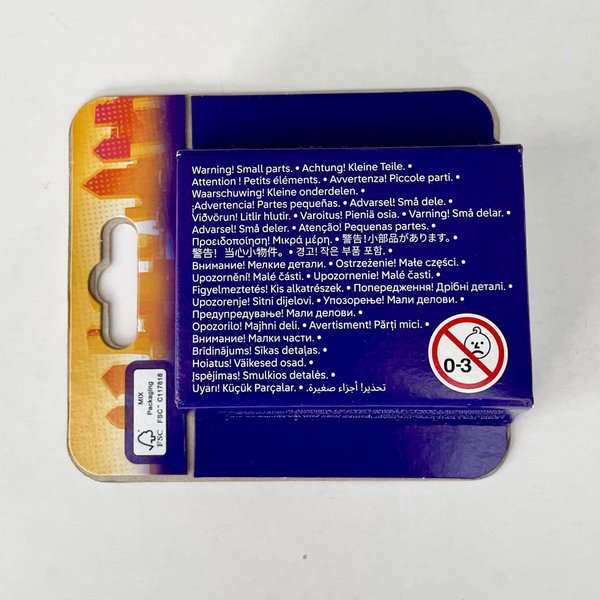 Warning! Small parts. • Achtung! Kleine Teile. •
Attention ! Petits éléments. • Avvertenza! Piccole parti. •
Waarschuwing! Kleine onderdelen. •
¡Advertencia! Partes pequeñas. • Advarsel! Små dele. •
Viðvörun! Litlir hlutir. • Varoitus! Pieniä osia. • Varning! Små delar. •
Advarsel! Små deler. • Atenção! Pequenas partes. •
Προειδοποίηση! Μικρά μέρη. • 警告!小部品があります。 •
警告! 当心小物件。 • 경고! 작은 부품 포함. •
Внимание! Мелкие детали. • Ostrzeżenie! Małe części. •
Upozornění! Malé části. • Upozornenie! Malé časti. •
Figyelmeztetés! Kis alkatrészek. • Попередження! Дрібні деталі. •
Upozorenje! Sitni dijelovi. • Упозорење! Мали делови. •
Предупредување! Мали делови. •
Opozorilo! Majhni deli. • Avertisment! Părți mici. •
Внимание! Малки части. •
Brīdinājums! Sīkas detaļas. •
Hoiatus! Väikesed osad. •
Įspėjimas! Smulkios detalės. •
Uyarı! Küçük Parçalar. • تحذير! أجزاء صغيرة. •
0-3
MIX
Packaging
FSC™ C117818
FSC